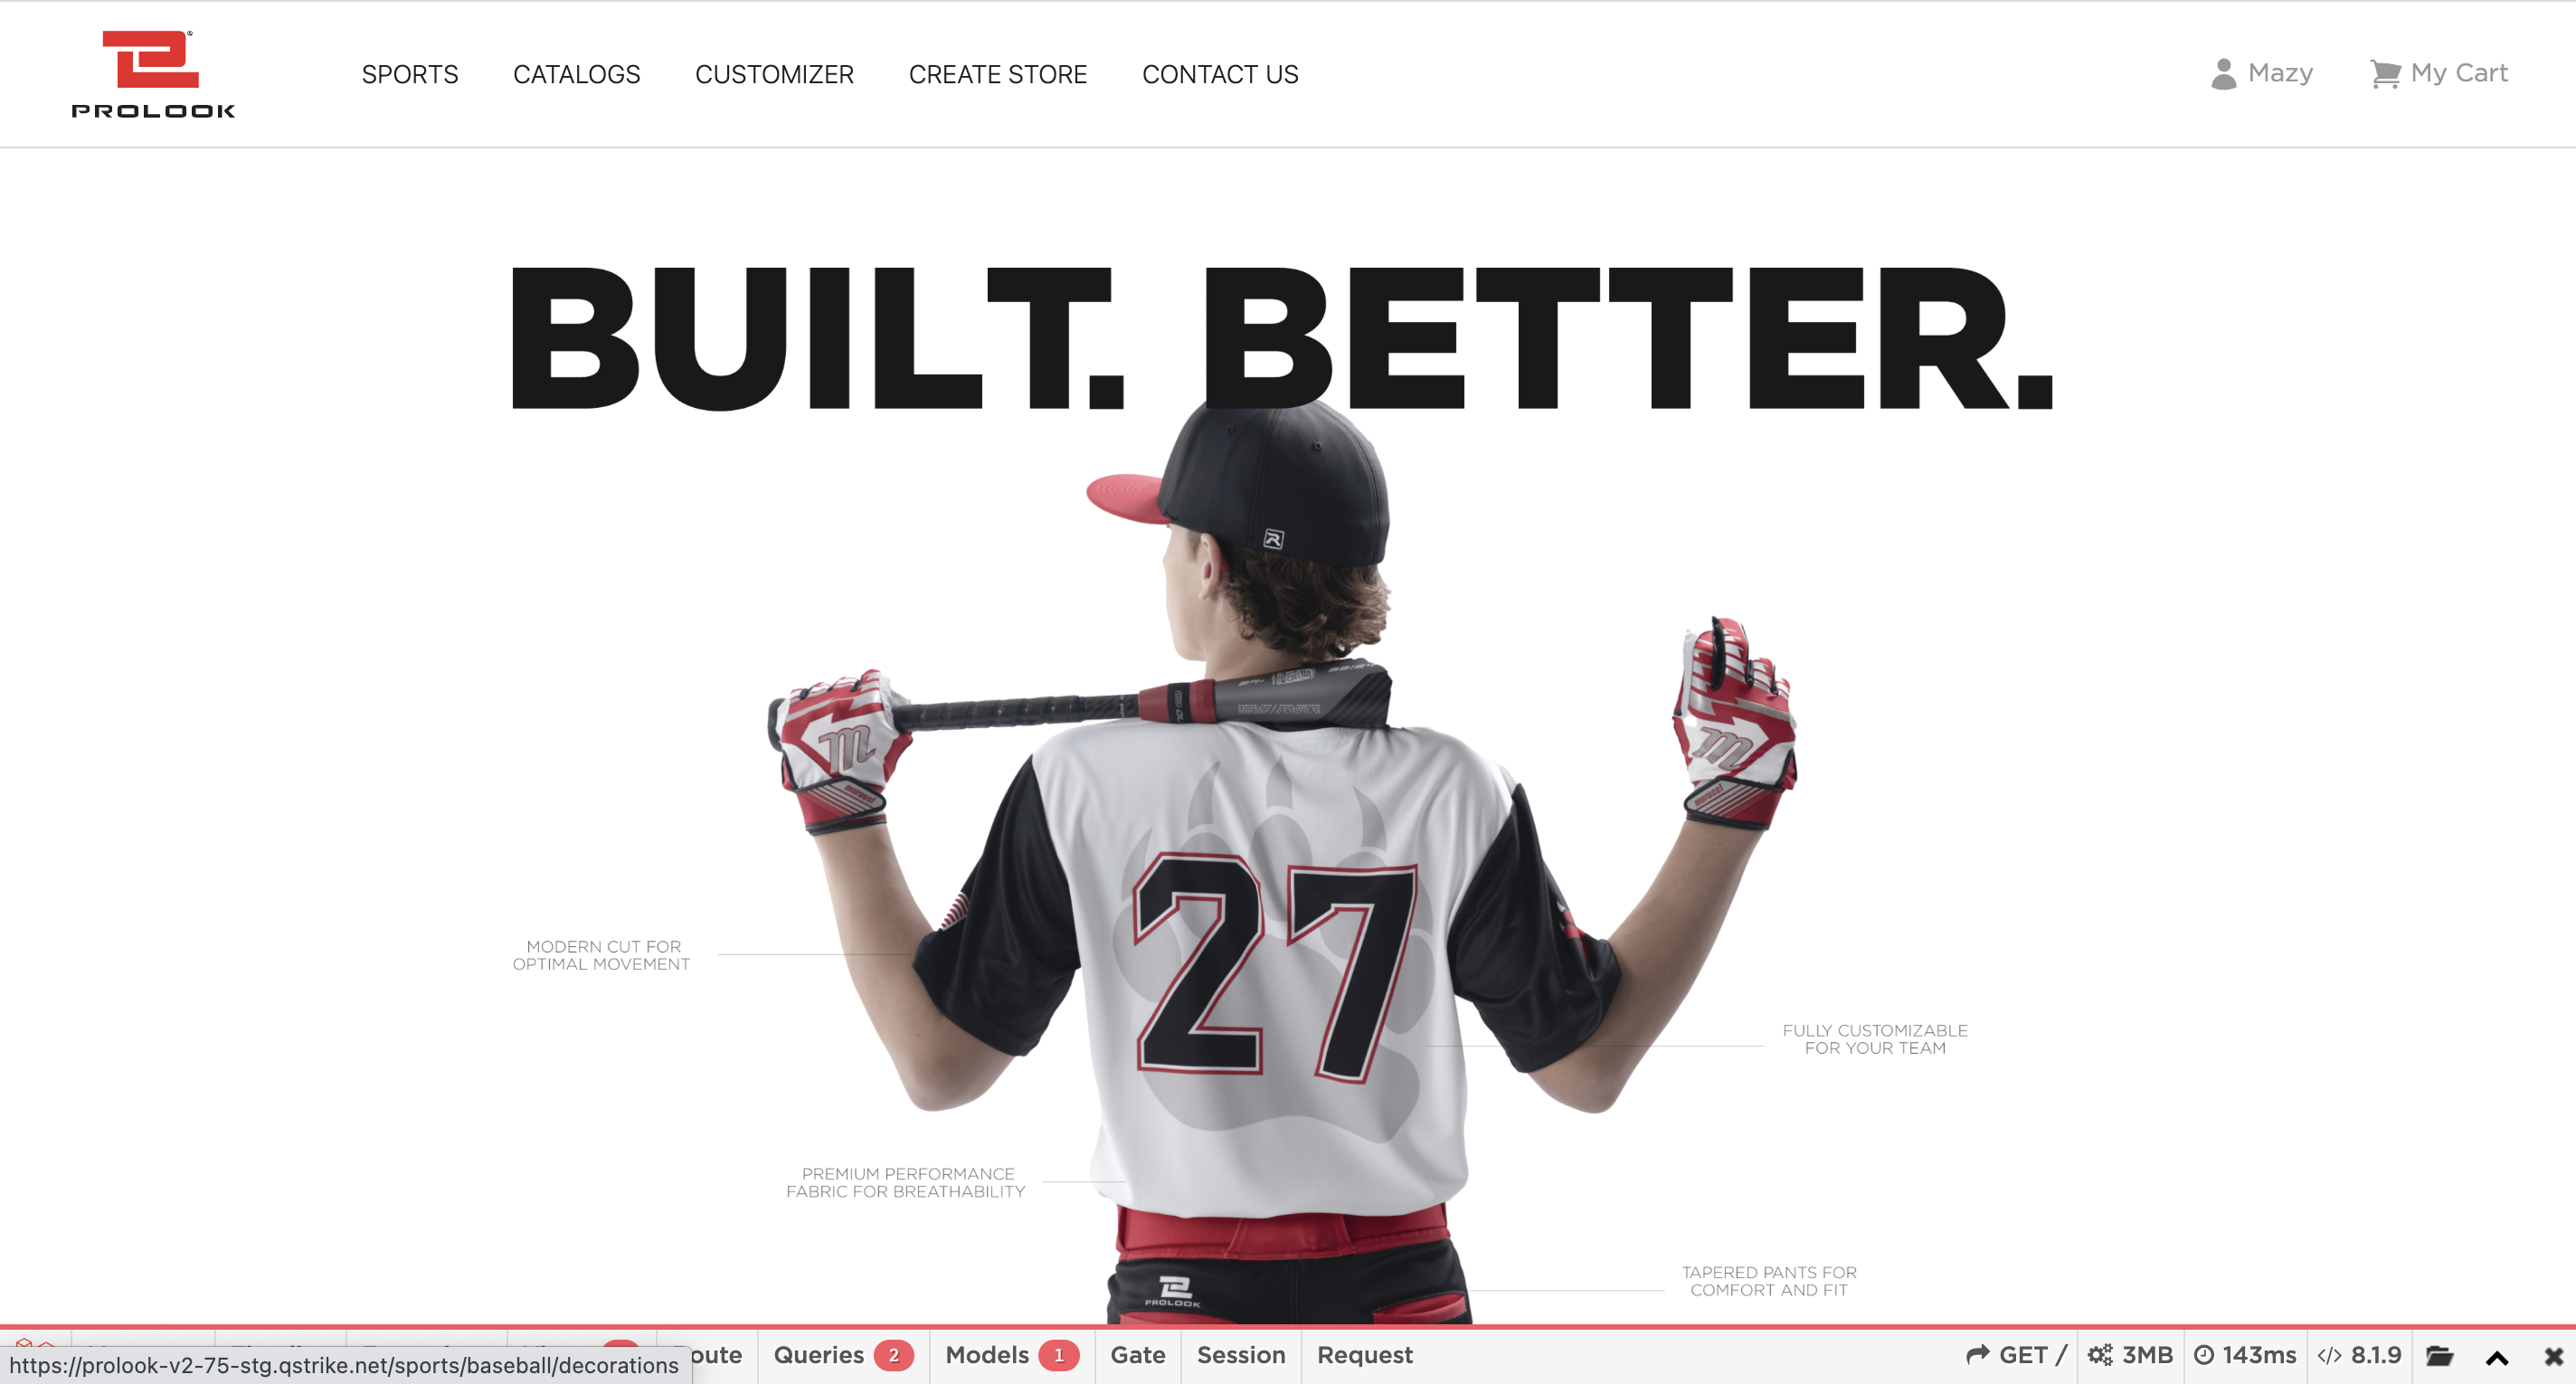 PROLOOK
SPORTS
CATALOGS
CUSTOMIZER
CREATE STORE
CONTACT US
Mazy
My Cart
BUILT. BETTER.
R
m
m
marucci
marucci
27
MODERN CUT FOR
OPTIMAL MOVEMENT
FULLY CUSTOMIZABLE
FOR YOUR TEAM
PREMIUM PERFORMANCE
FABRIC FOR BREATHABILITY
TAPERED PANTS FOR
COMFORT AND FIT
PROLOOK
https://prolook-v2-75-stg.qstrike.net/sports/baseball/decorations
oute
Queries 2
Models 1
Gate
Session
Request
GET /
3MB
143ms
</> 8.1.9